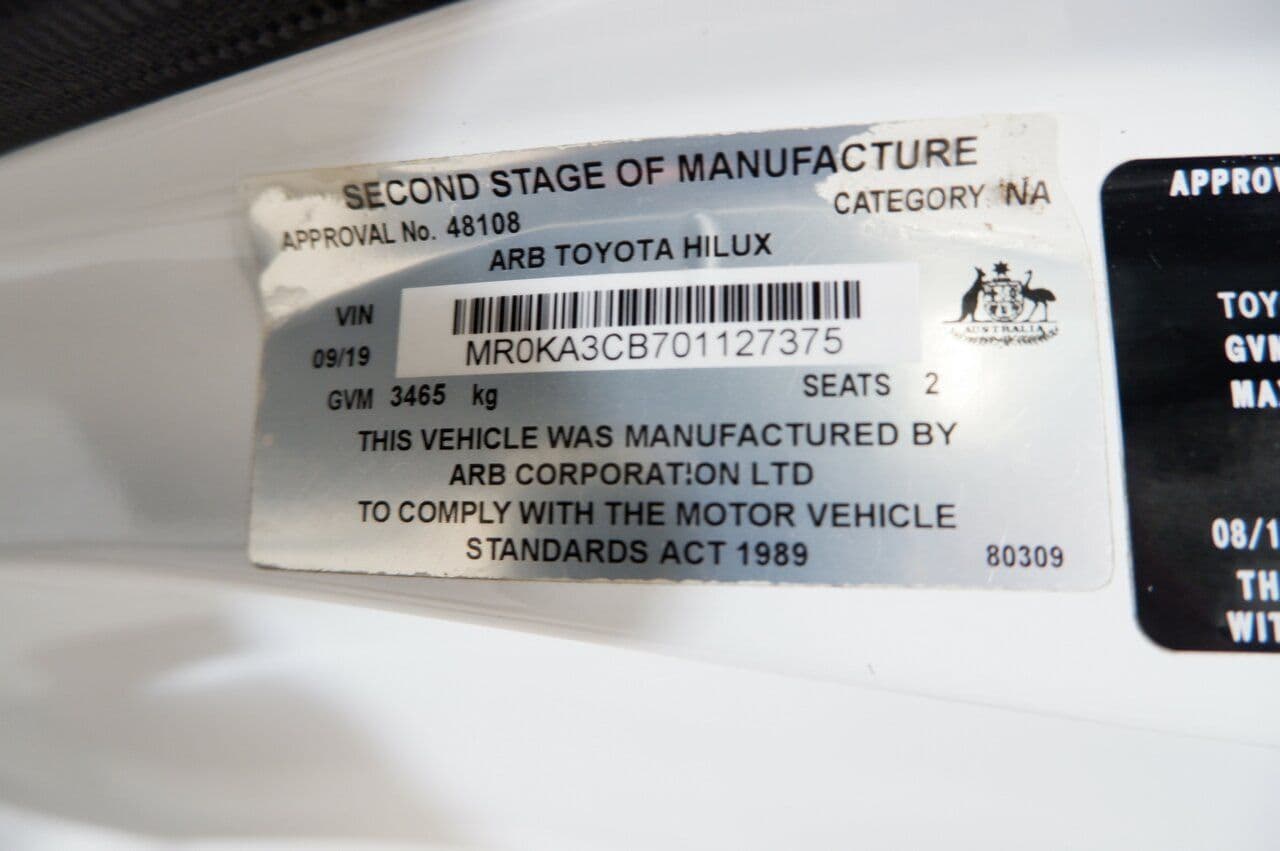 SECOND STAGE OF MANUFACTURE
APPROVAL No. 48108
CATEGORY NA
ARB TOYOTA HILUX
VIN
MR0KA3CB701127375
09/19
AUSTRALIA
GVM 3465 kg
SEATS 2
THIS VEHICLE WAS MANUFACTURED BY
ARB CORPORATION LTD
TO COMPLY WITH THE MOTOR VEHICLE
STANDARDS ACT 1989
80309
APPROV
TOY
GVM
MA
08/1
TH
WIT